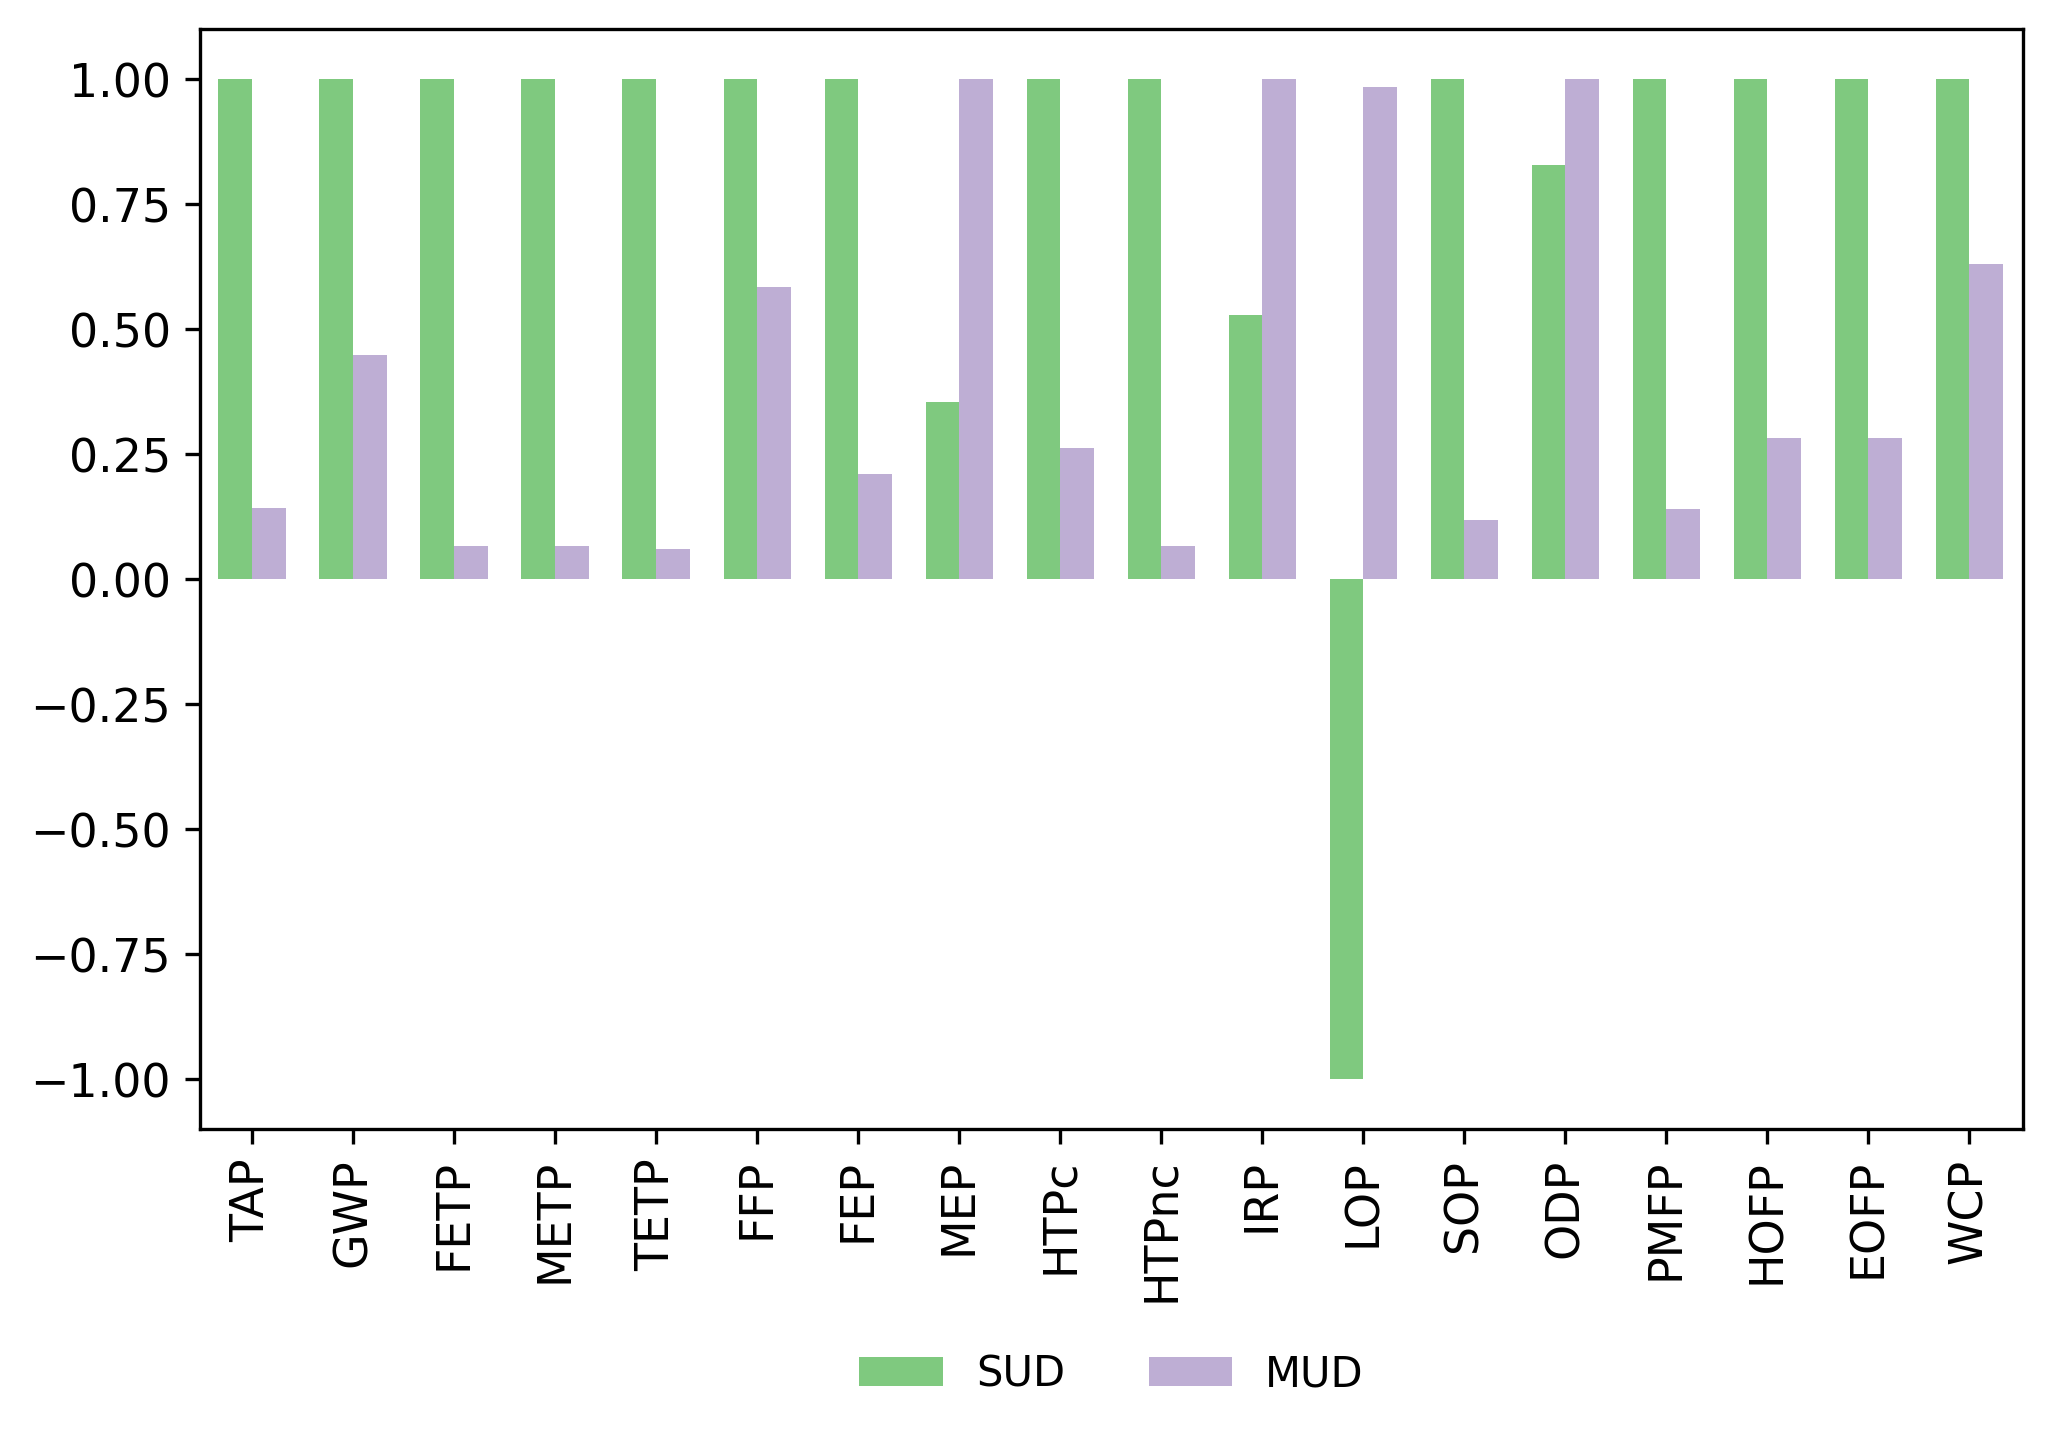 1.00
0.75
0.50
0.25
0.00
−0.25
−0.50
−0.75
−1.00
TAP
GWP
FETP
METP
TETP
FFP
FEP
MEP
HTPc
HTPnc
IRP
LOP
SOP
ODP
PMFP
HOFP
EOFP
WCP
SUD
MUD